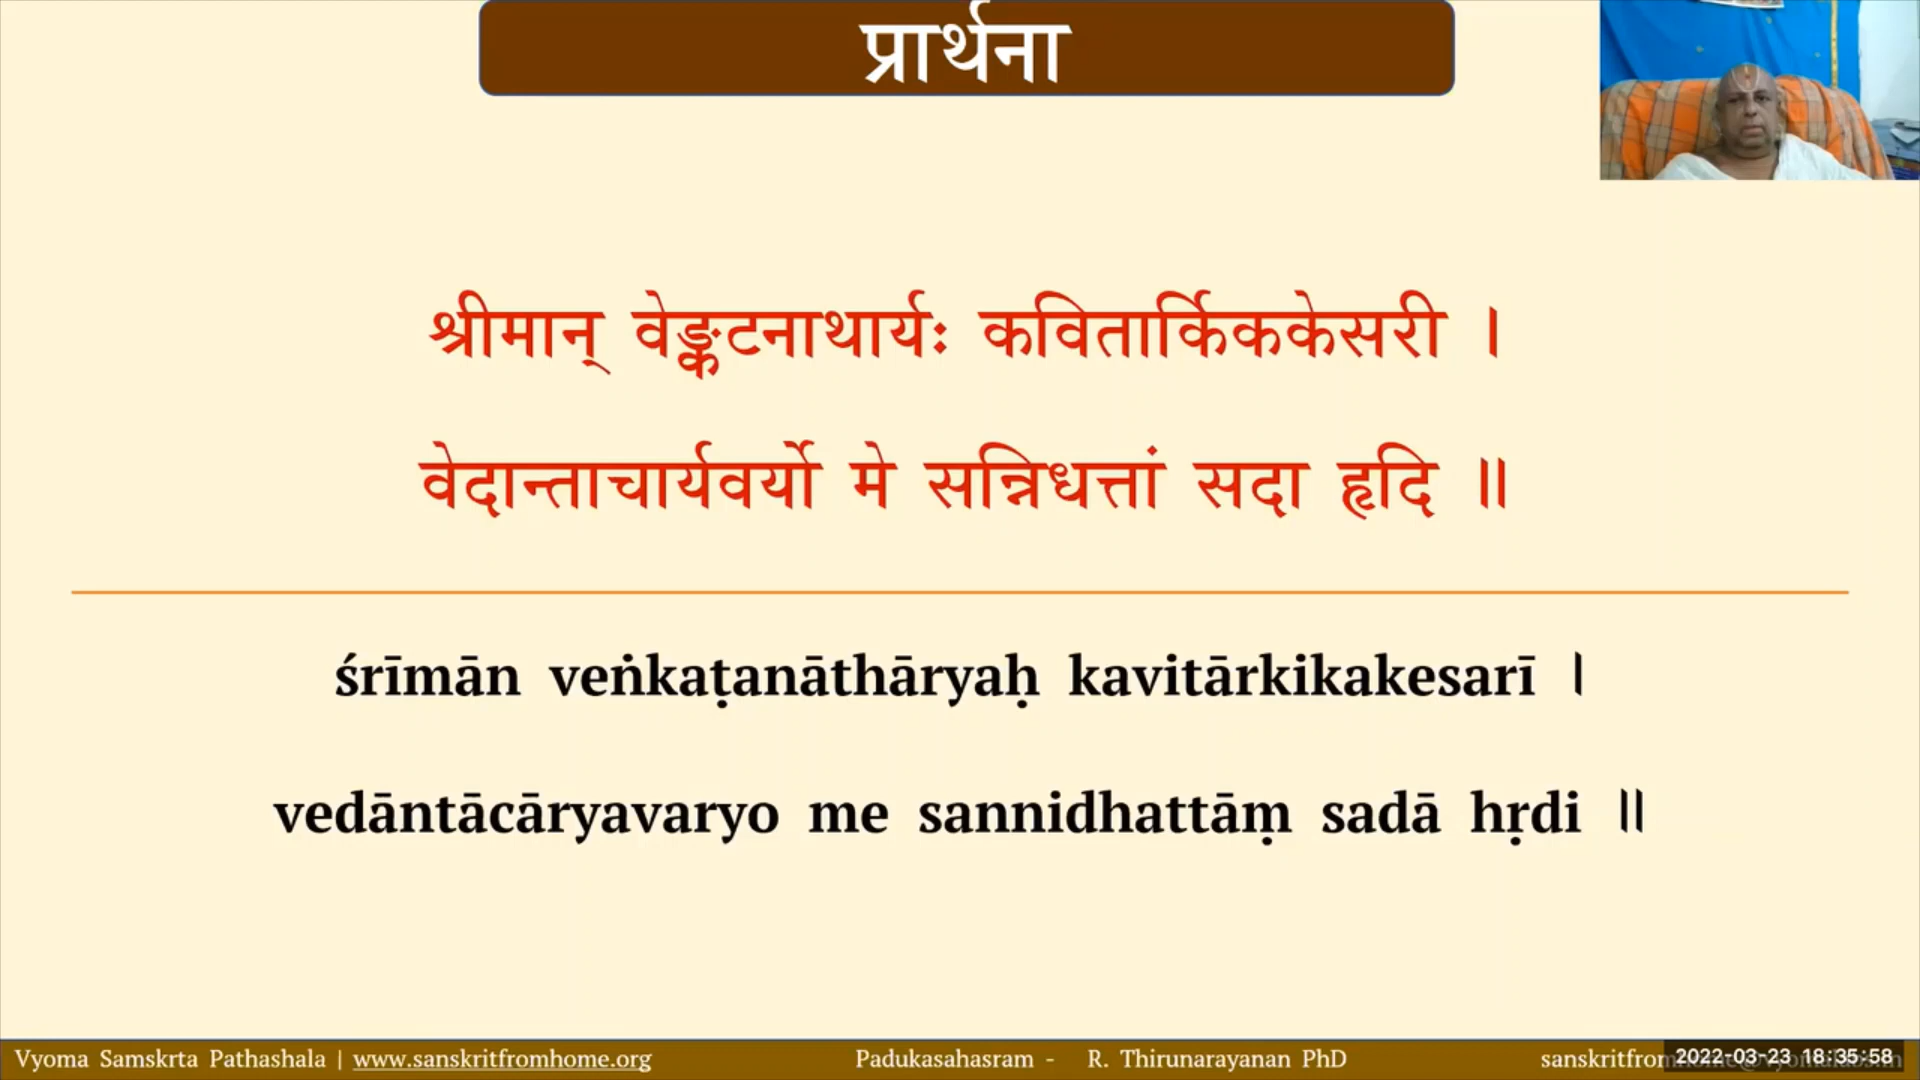 प्रार्थना
श्रीमान् वेङ्कटनाथार्यः कवितार्किककेसरी ।
वेदान्ताचार्यवर्यो मे सन्निधत्तां सदा हृदि ॥
śrīmān veṅkaṭanāthāryaḥ kavitārkikakesarī ।
vedāntācāryavaryo me sannidhattāṃ sadā hṛdi ॥
Vyoma Samskrta Pathashala | www.sanskritfromhome.org Padukasahasram - R. Thirunarayanan PhD 2022-03-23 18:35:58